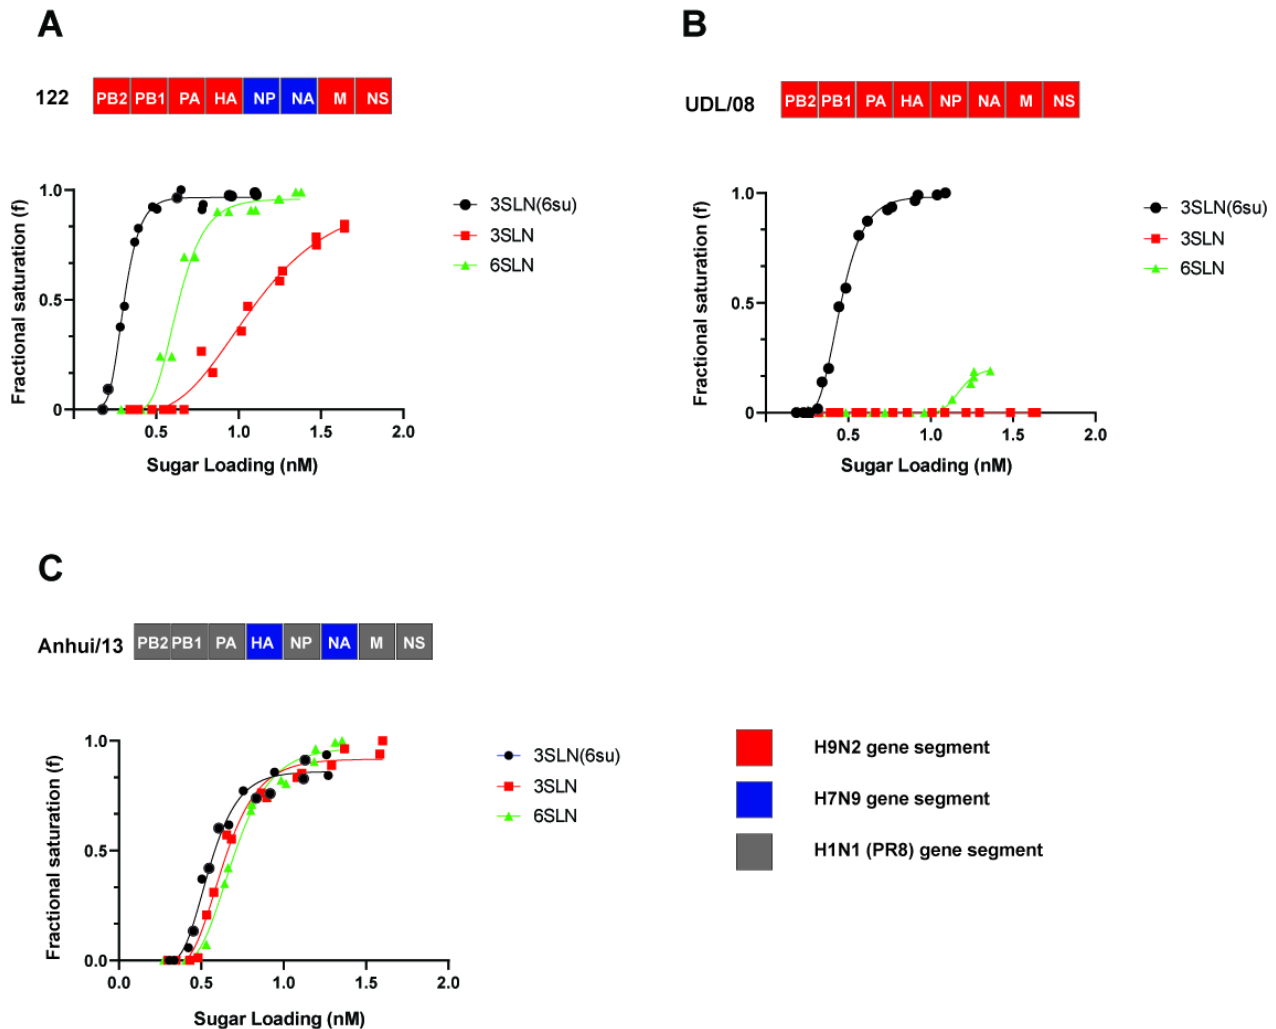 A
122
PB2 PB1 PA HA NP NA M NS
1.0
0.5
0
0.5 1.0 1.5 2.0
Fractional saturation (f)
Sugar Loading (nM)
3SLN(6su)
3SLN
6SLN
B
UDL/08
PB2 PB1 PA HA NP NA M NS
1.0
0.5
0
0.5 1.0 1.5 2.0
Fractional saturation (f)
Sugar Loading (nM)
3SLN(6su)
3SLN
6SLN
C
Anhui/13
PB2 PB1 PA HA NP NA M NS
1.0
0.5
0.0
0.0 0.5 1.0 1.5 2.0
Fractional saturation (f)
Sugar Loading (nM)
3SLN(6su)
3SLN
6SLN
H9N2 gene segment
H7N9 gene segment
H1N1 (PR8) gene segment